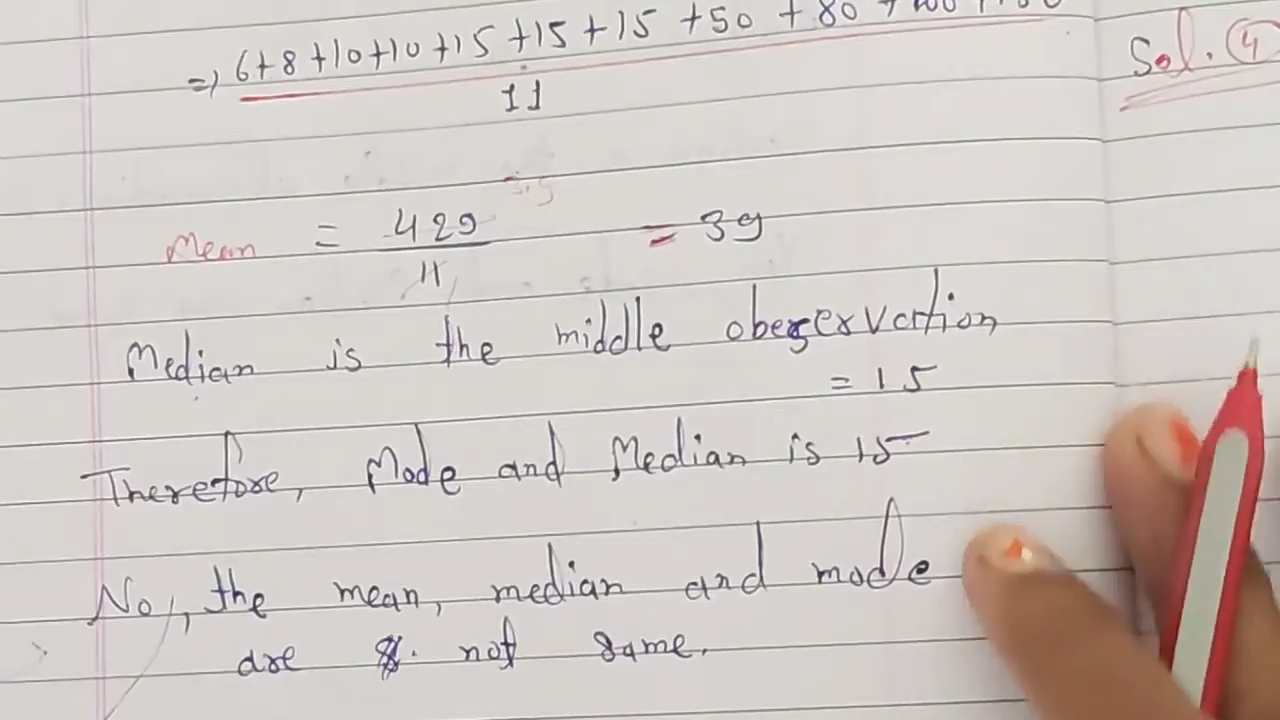 =) 6+8+10+10+15+15+15+50+80+
11
Sol. (4)
Mean = 429
11
= 39
Median is the middle obersexvation
= 15
Therefore, Mode and Median is 15
No, the mean, median and mode
are not same.